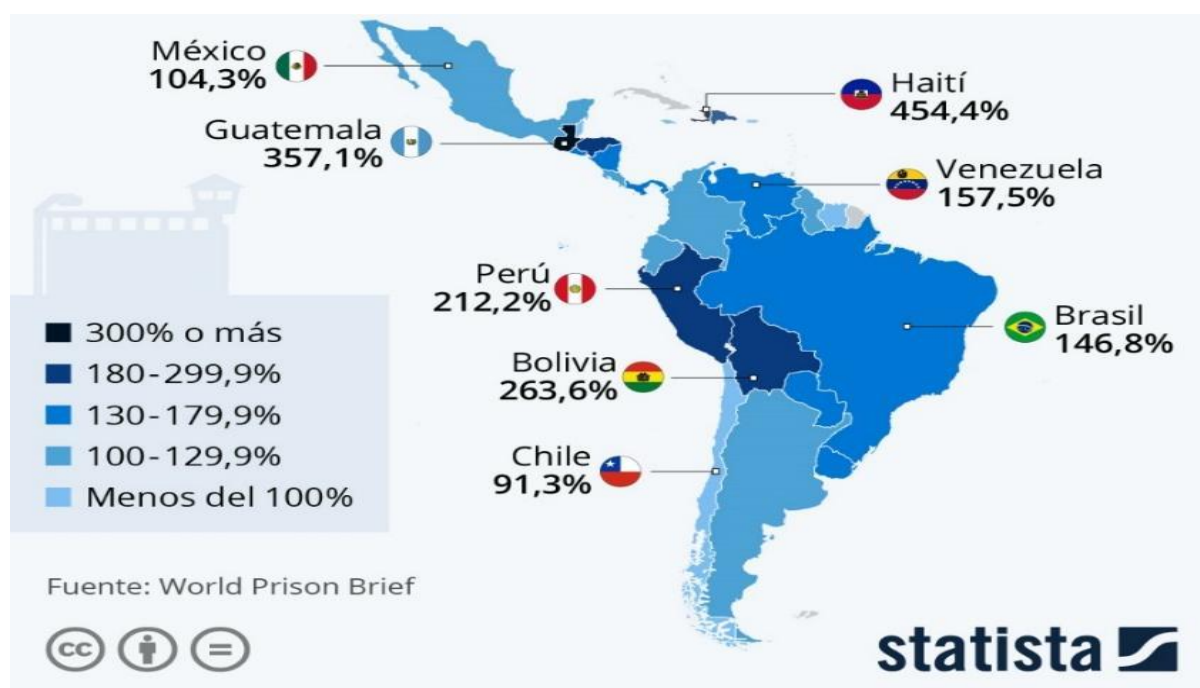 México
104,3%
Guatemala
357,1%
Haití
454,4%
Venezuela
157,5%
Perú
212,2%
Brasil
146,8%
Bolivia
263,6%
Chile
91,3%
300% o más
180-299,9%
130-179,9%
100-129,9%
Menos del 100%
Fuente: World Prison Brief
cc
statista